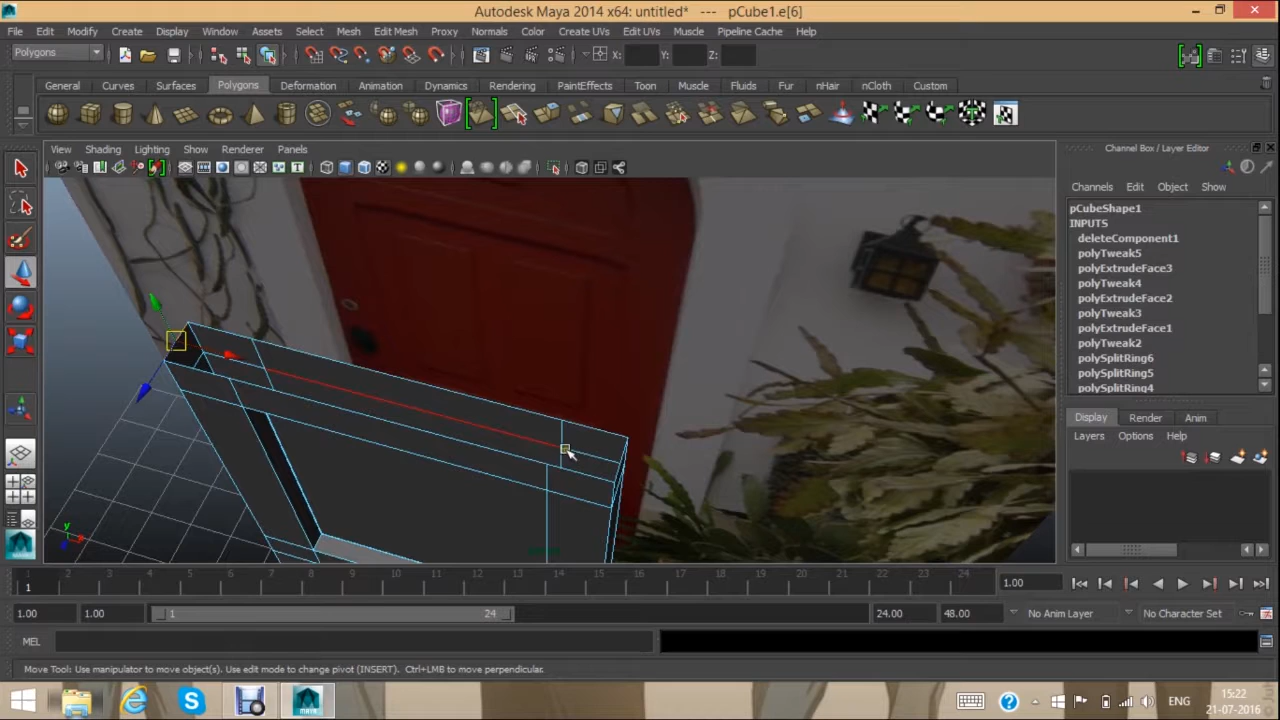 Autodesk Maya 2014 x64: untitled* --- pCube1.e[6]
File Edit Modify Create Display Window Assets Select Mesh Edit Mesh Proxy Normals Color Create UVs Edit UVs Muscle Pipeline Cache Help
Polygons X: Y: Z:
General Curves Surfaces Polygons Deformation Animation Dynamics Rendering PaintEffects Toon Muscle Fluids Fur nHair nCloth Custom
View Shading Lighting Show Renderer Panels
Channel Box / Layer Editor
Channels Edit Object Show
pCubeShape1
INPUTS
deleteComponent1
polyTweak5
polyExtrudeFace3
polyTweak4
polyExtrudeFace2
polyTweak3
polyExtrudeFace1
polyTweak2
polySplitRing6
polySplitRing5
polySplitRing4
Display Render Anim
Layers Options Help
y
x
z
1 2 3 4 5 6 7 8 9 10 11 12 13 14 15 16 17 18 19 20 21 22 23 24
1 1.00
1.00 1.00 1 24 24.00 48.00 No Anim Layer No Character Set
MEL
Move Tool: Use manipulator to move object(s). Use edit mode to change pivot (INSERT). Ctrl+LMB to move perpendicular.
ENG 15:22
21-07-2016